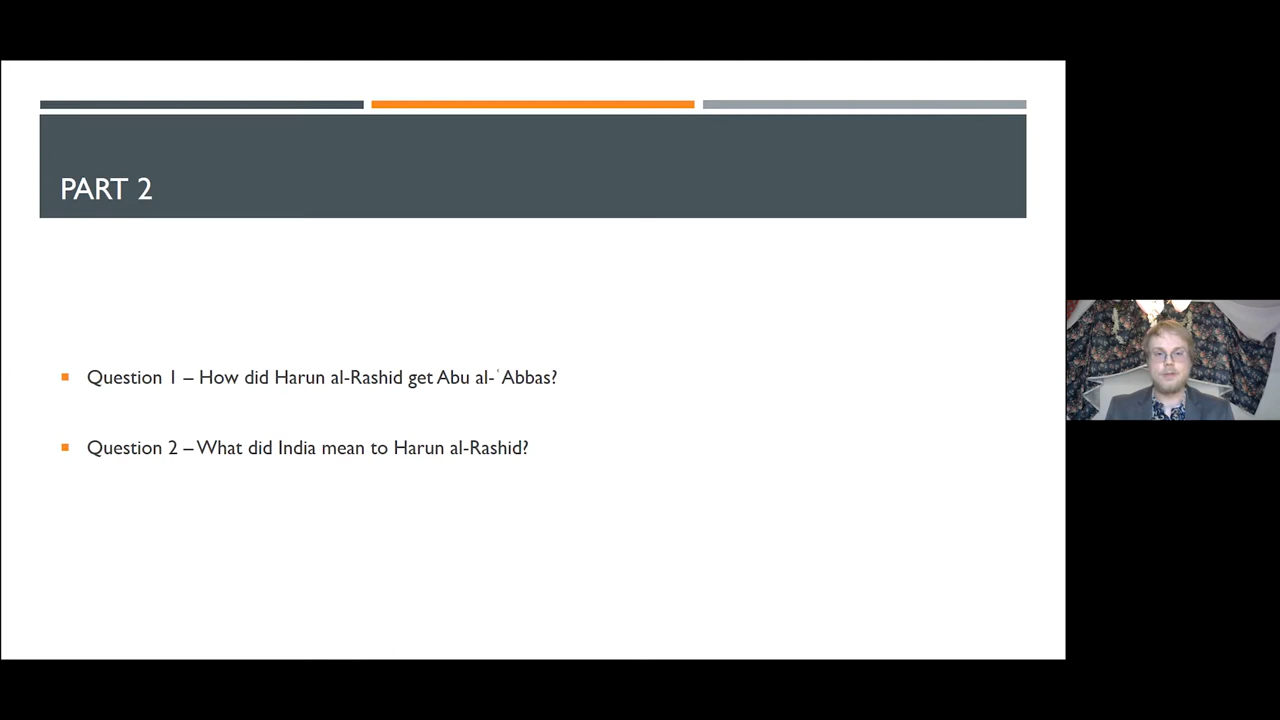 PART 2
Question 1 – How did Harun al-Rashid get Abu al-ʿAbbas?
Question 2 – What did India mean to Harun al-Rashid?